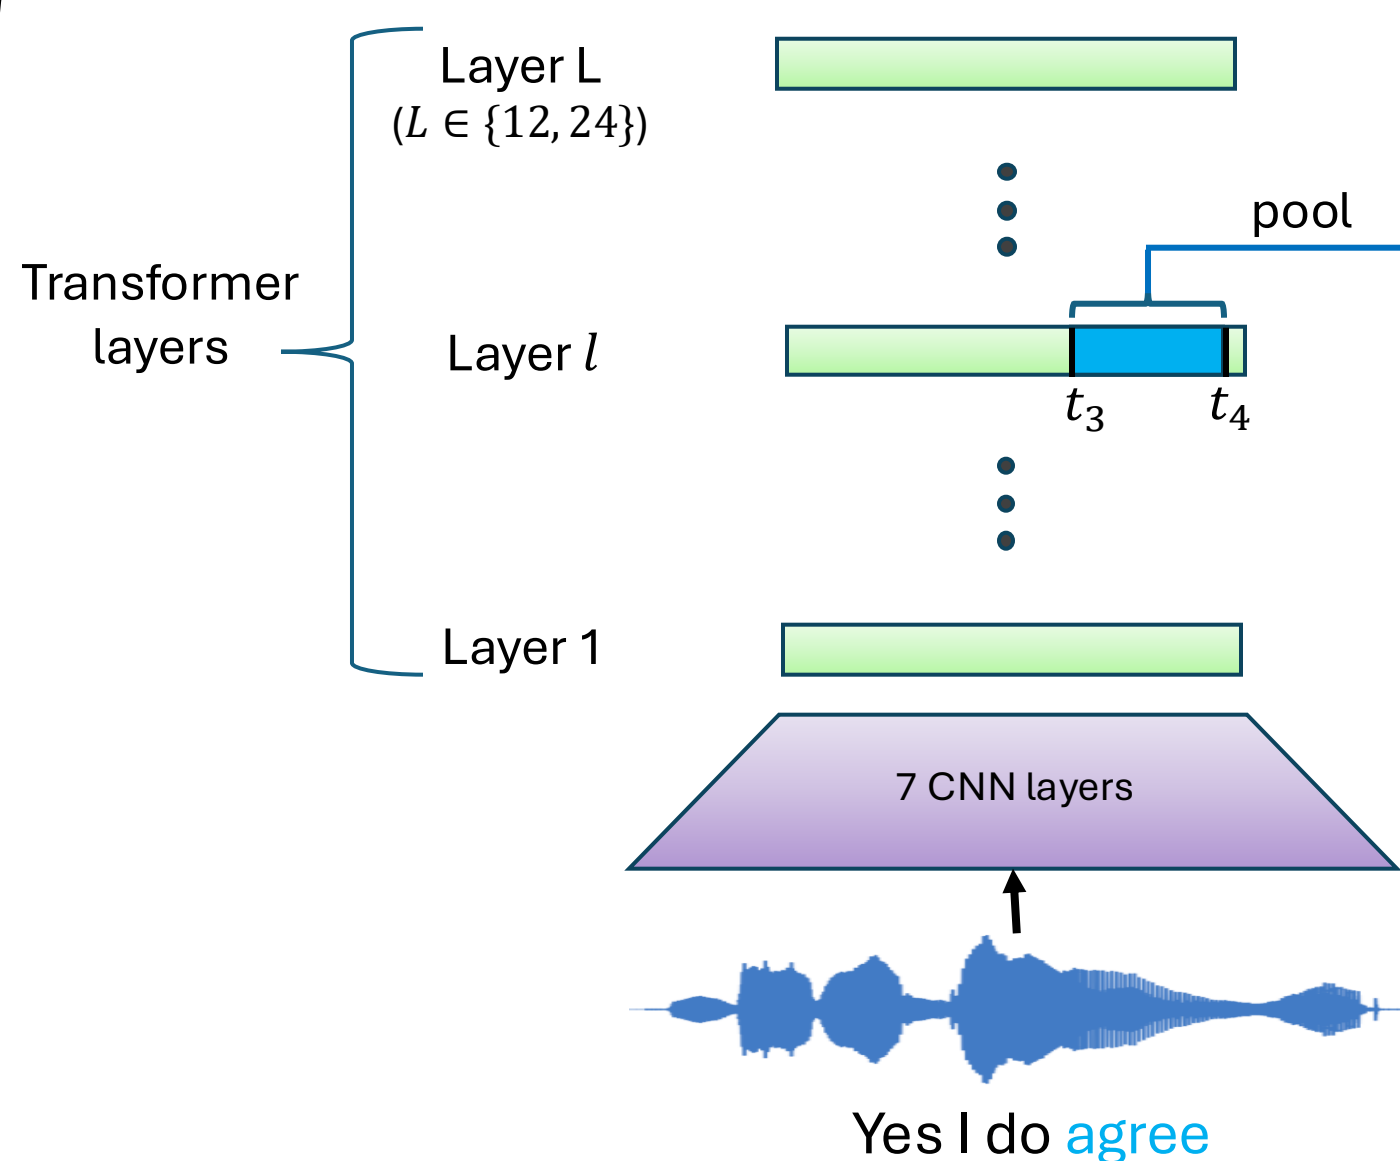 Layer L
(L ∈ {12, 24})
pool
Transformer
layers
Layer l
t₃ t₄
Layer 1
7 CNN layers
Yes I do agree